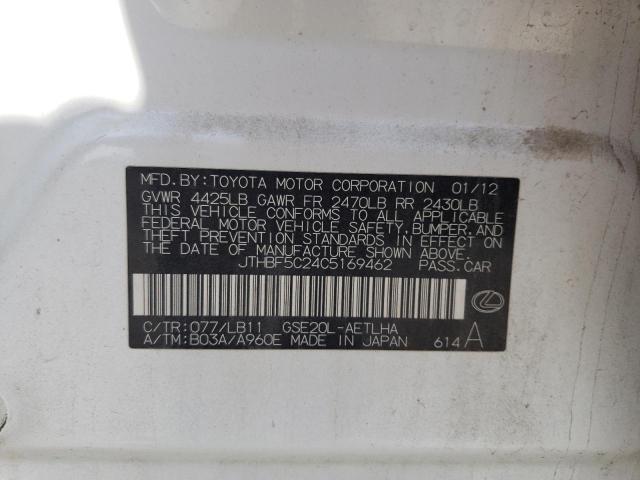 MFD.BY:TOYOTA MOTOR CORPORATION 01/12
GVWR 4425LB GAWR FR 2470LB RR 2430LB
THIS VEHICLE CONFORMS TO ALL APPLICABLE
FEDERAL MOTOR VEHICLE SAFETY,BUMPER,AND
THEFT PREVENTION STANDARDS IN EFFECT ON
THE DATE OF MANUFACTURE SHOWN ABOVE.
JTHBF5C24C5169462 PASS.CAR
C/TR:077/LB11 GSE20L-AETLHA
A/TM:B03A/A960E MADE IN JAPAN 614 A